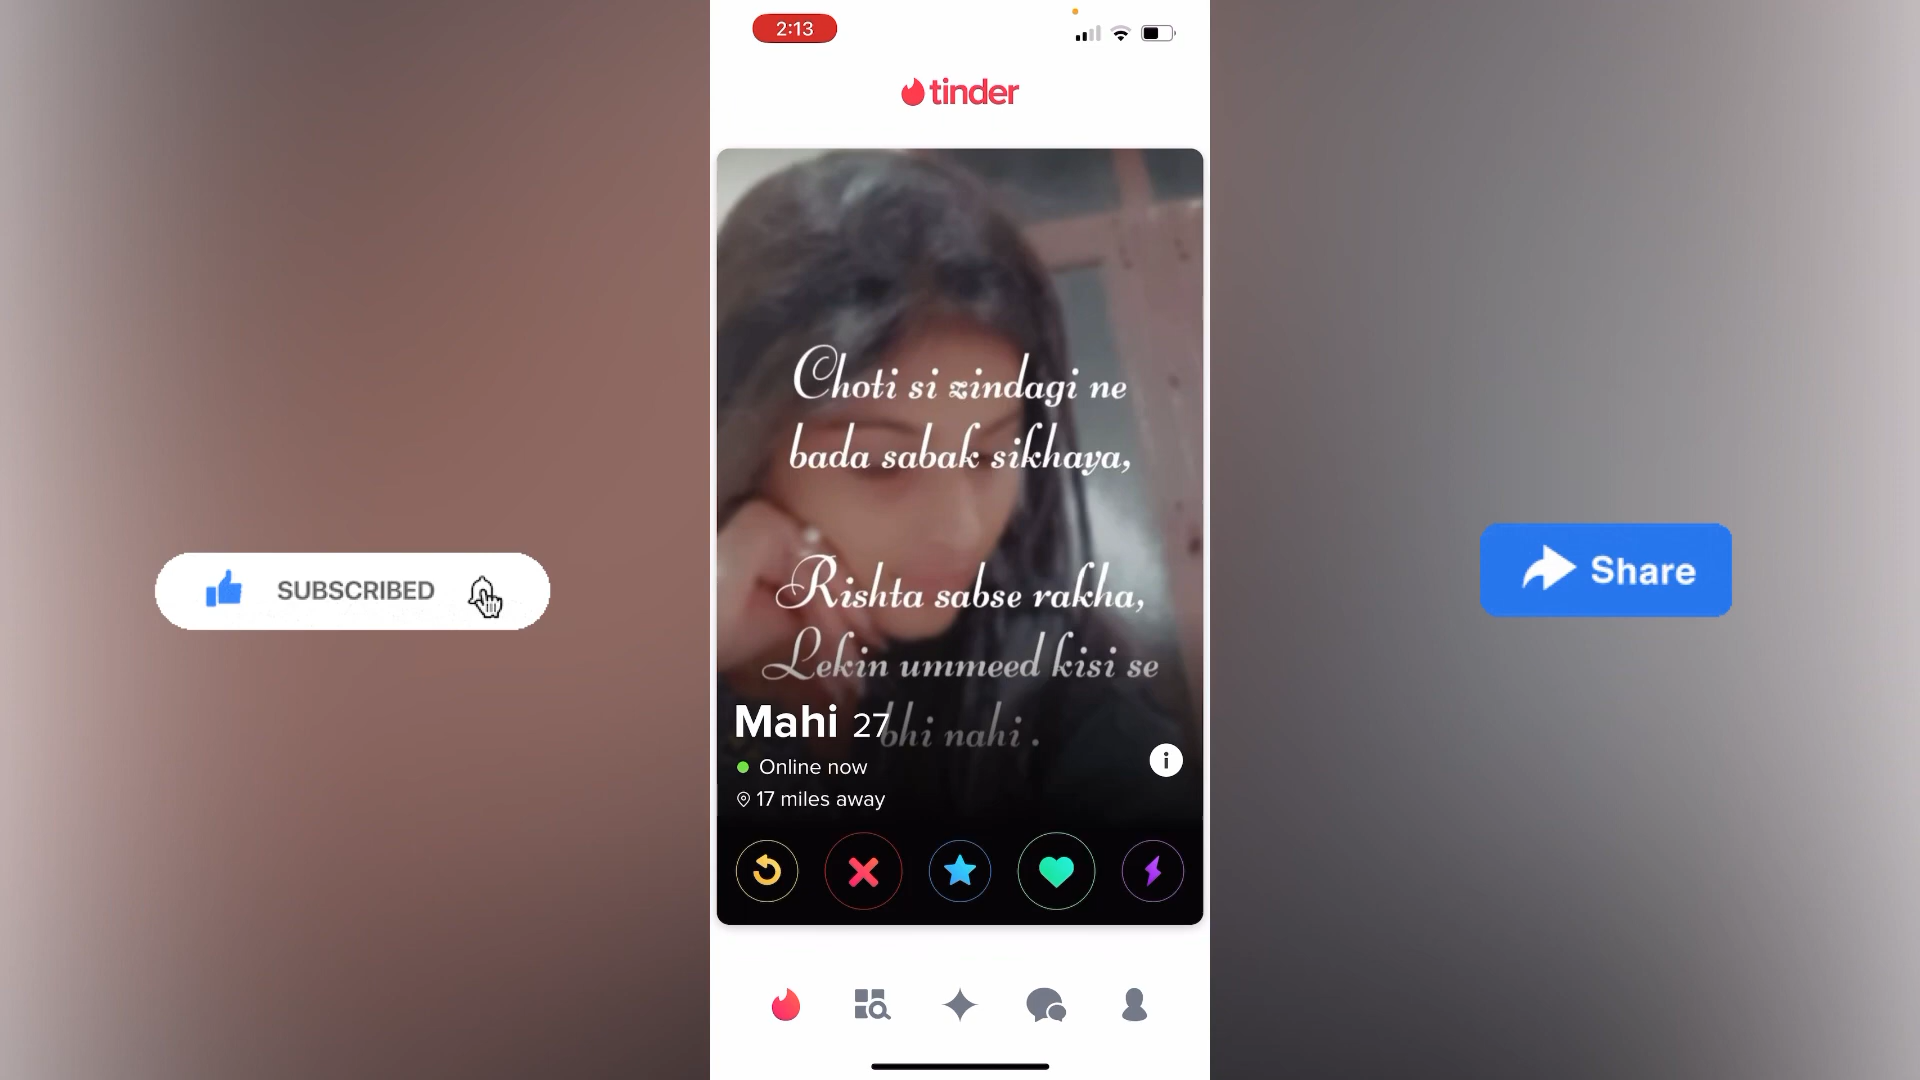 2:13
tinder
Choti si zindagi ne
bada sabak sikhaya,
Rishta sabse rakha,
Lekin ummeed kisi se
bhi nahi .
Mahi 27
Online now
17 miles away
SUBSCRIBED
Share